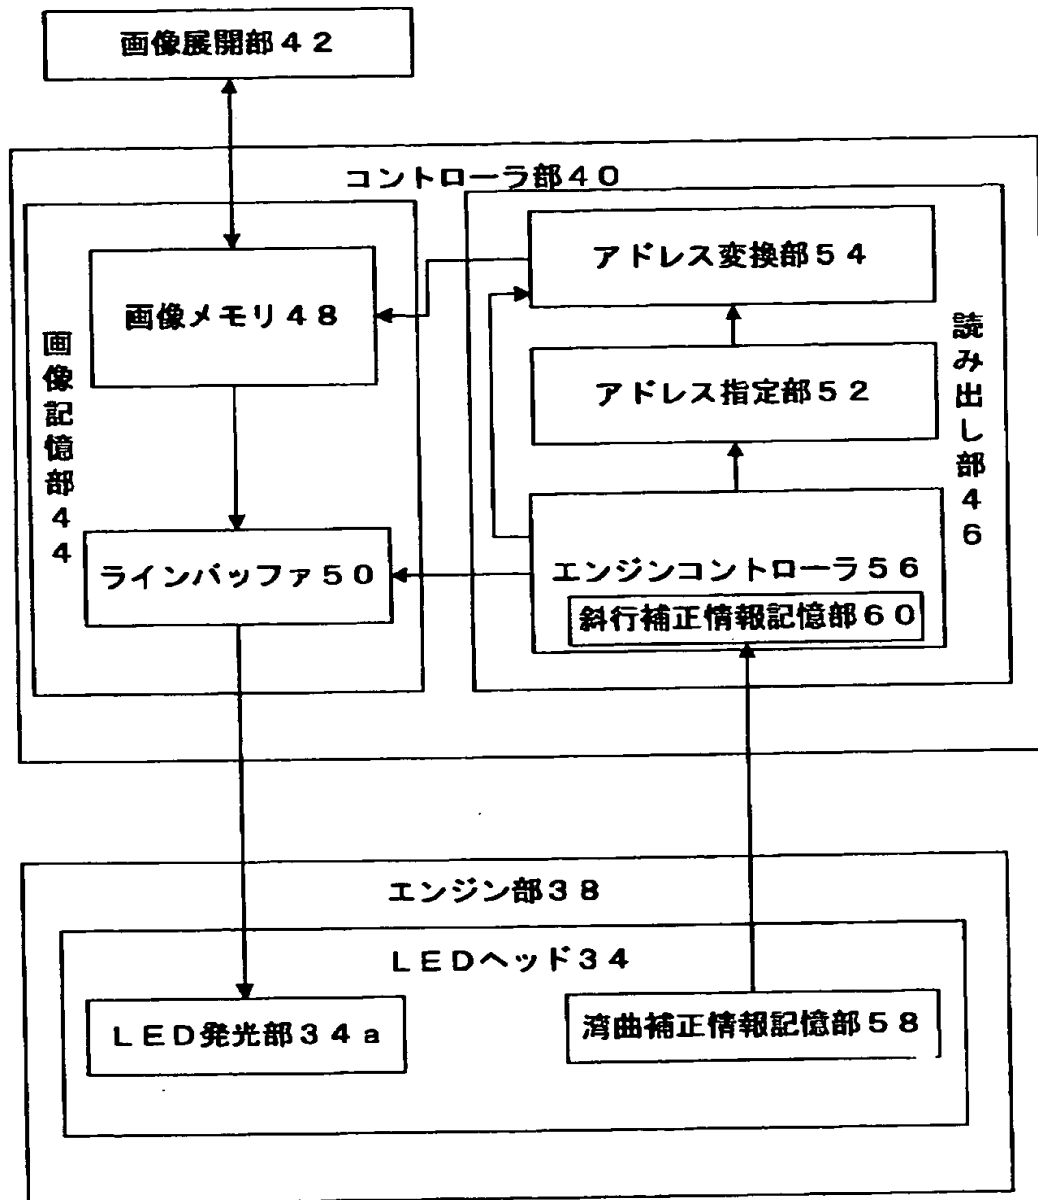 画像展開部42
コントローラ部40
画像記憶部44
画像メモリ48
ラインバッファ50
アドレス変換部54
アドレス指定部52
読み出し部46
エンジンコントローラ56
斜行補正情報記憶部60
エンジン部38
LEDヘッド34
LED発光部34a
湾曲補正情報記憶部58